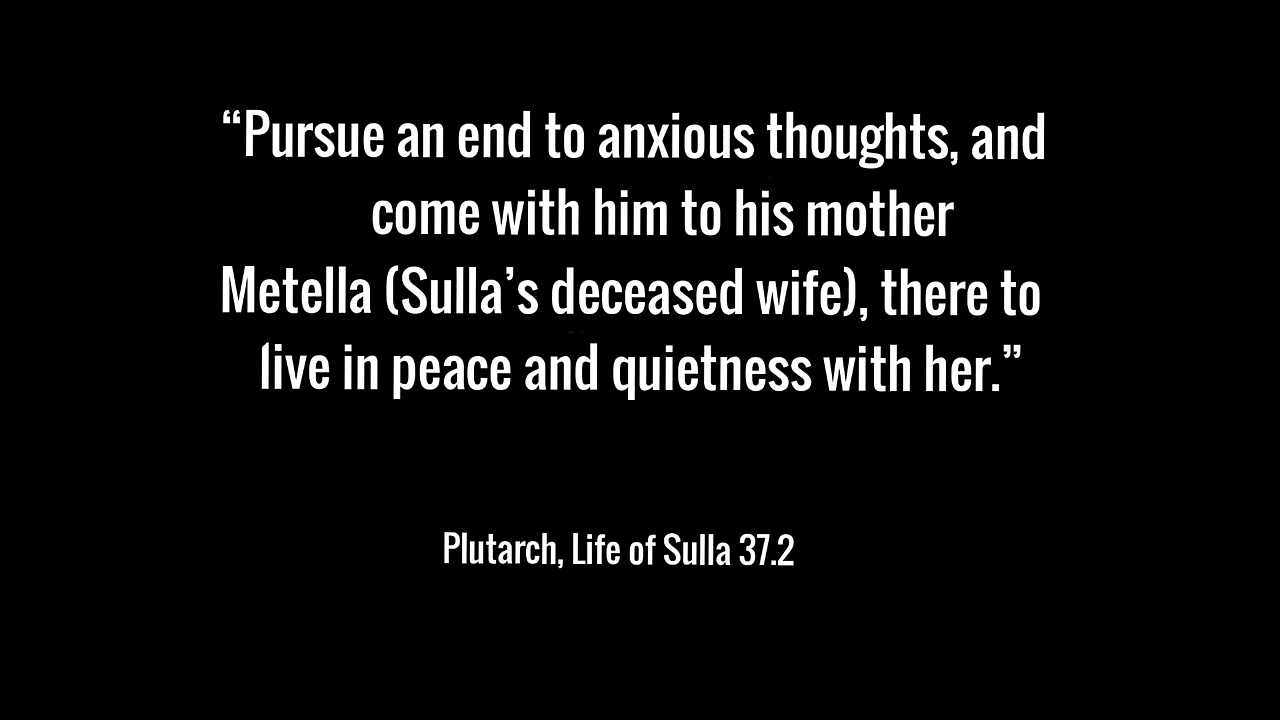 “Pursue an end to anxious thoughts, and
come with him to his mother
Metella (Sulla’s deceased wife), there to
live in peace and quietness with her.”
Plutarch, Life of Sulla 37.2